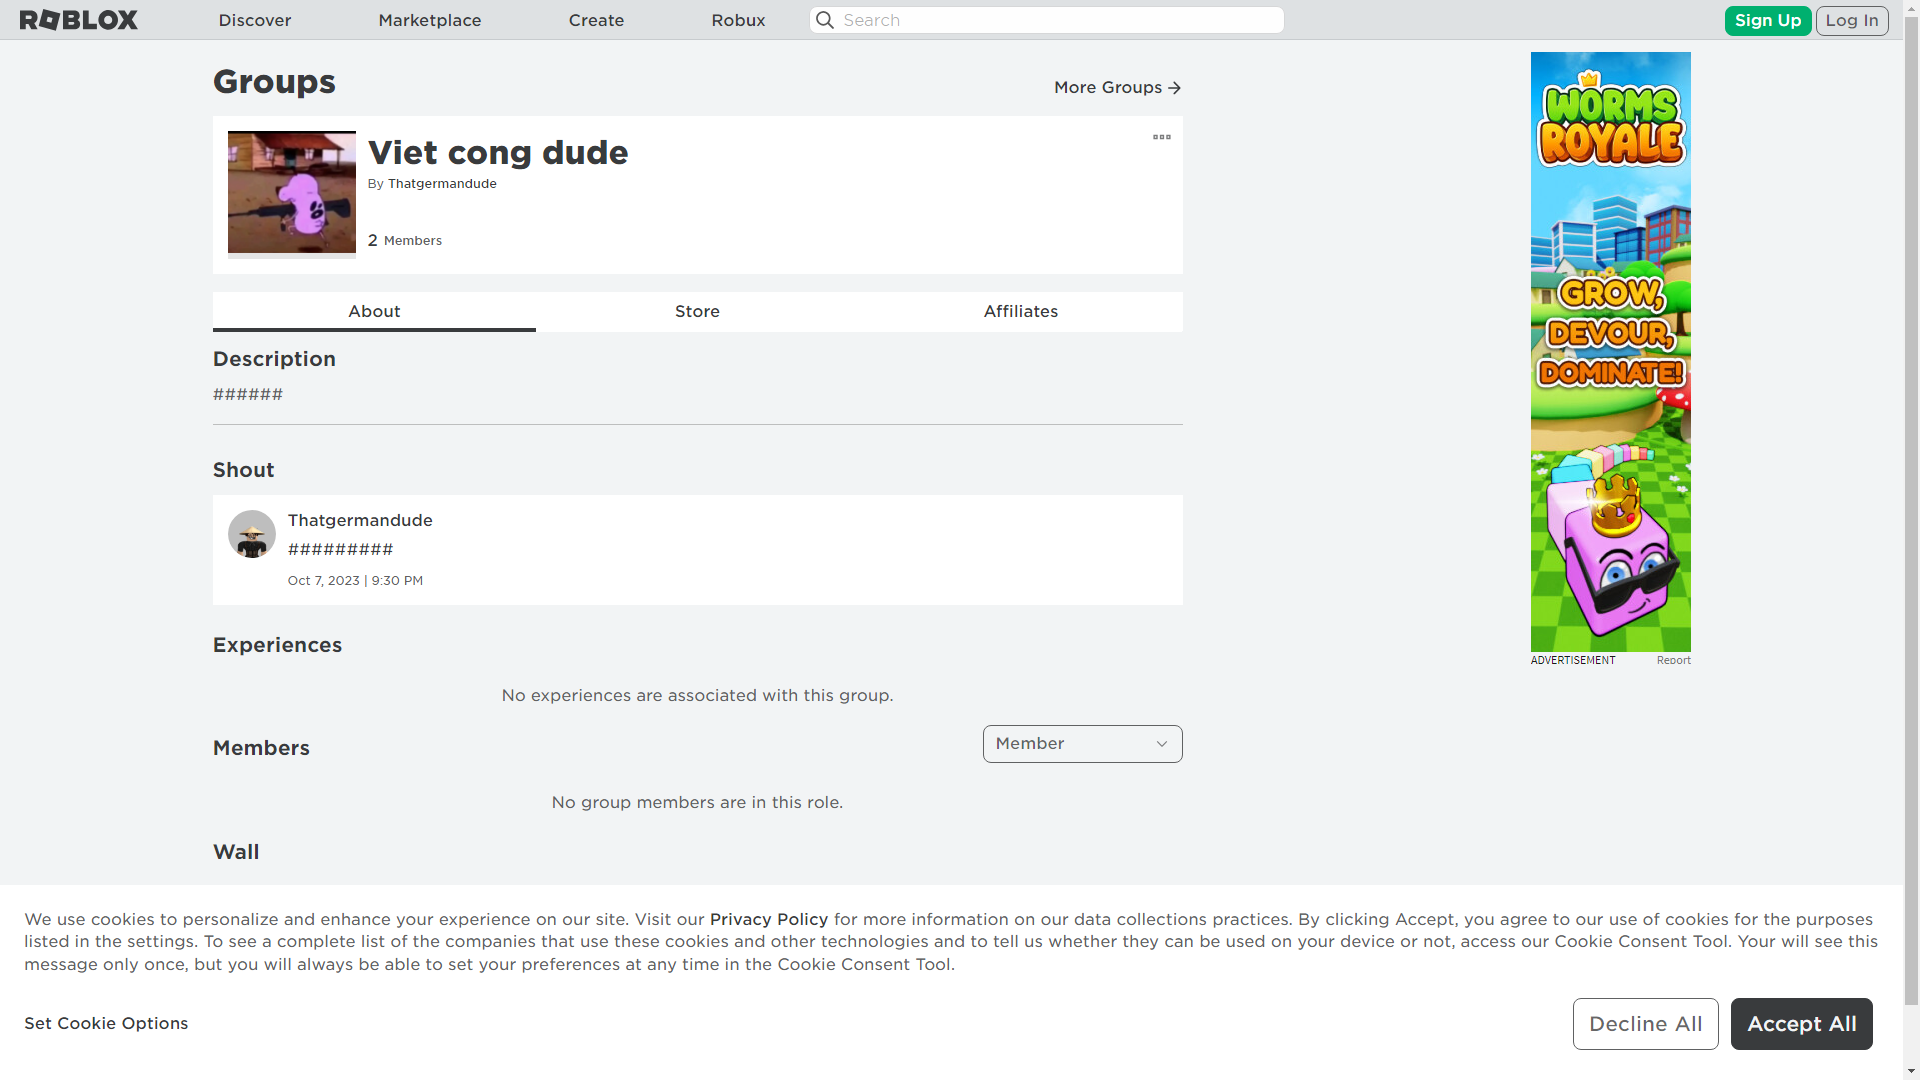 ROBLOX
Discover
Marketplace
Create
Robux
Search
Sign Up
Log In
Groups
More Groups
Viet cong dude
By Thatgermandude
2 Members
About
Store
Affiliates
Description
######
Shout
Thatgermandude
#########
Oct 7, 2023 | 9:30 PM
Experiences
No experiences are associated with this group.
Members
Member
No group members are in this role.
Wall
WORMS
ROYALE
GROW,
DEVOUR,
DOMINATE!
ADVERTISEMENT
Report
We use cookies to personalize and enhance your experience on our site. Visit our Privacy Policy for more information on our data collections practices. By clicking Accept, you agree to our use of cookies for the purposes
listed in the settings. To see a complete list of the companies that use these cookies and other technologies and to tell us whether they can be used on your device or not, access our Cookie Consent Tool. Your will see this
message only once, but you will always be able to set your preferences at any time in the Cookie Consent Tool.
Set Cookie Options
Decline All
Accept All